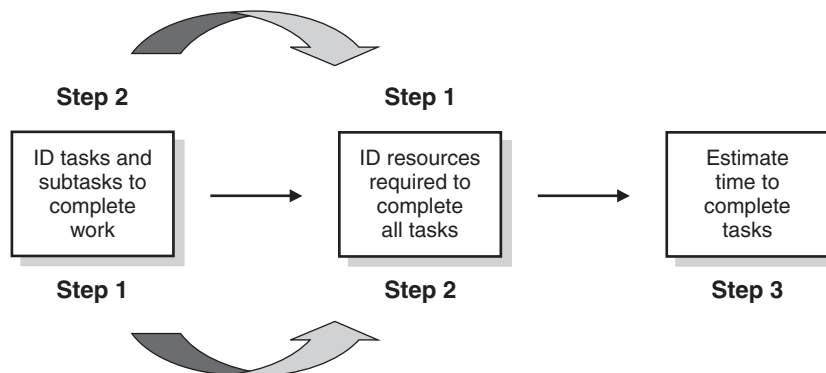 Step 2
Step 1
ID tasks and
subtasks to
complete
work
ID resources
required to
complete
all tasks
Estimate
time to
complete
tasks
Step 1
Step 2
Step 3